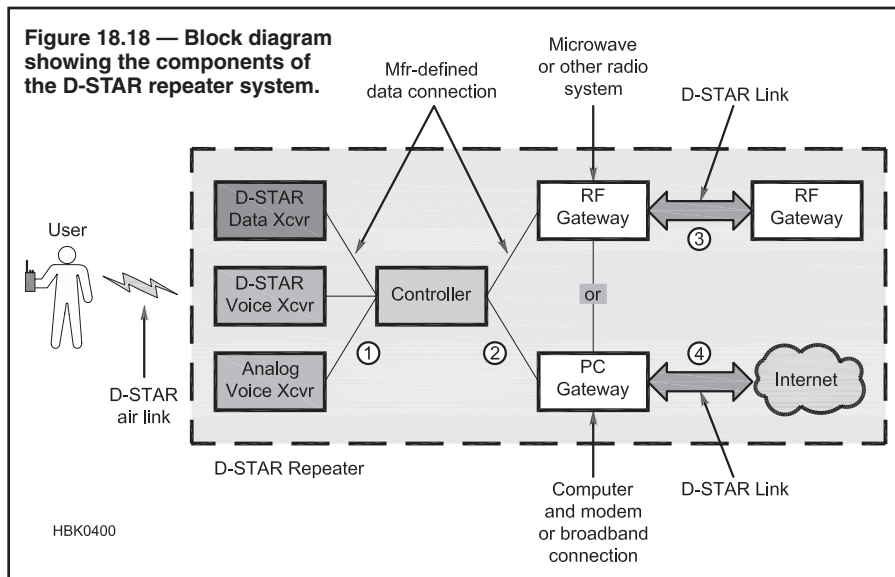 Figure 18.18 — Block diagram
showing the components of
the D-STAR repeater system.
Mfr-defined
data connection
Microwave
or other radio
system
D-STAR Link
User
D-STAR
Data Xcvr
RF
Gateway
RF
Gateway
3
D-STAR
Voice Xcvr
Controller
or
1
2
4
Analog
Voice Xcvr
PC
Gateway
Internet
D-STAR
air link
D-STAR Repeater
Computer
and modem
or broadband
connection
D-STAR Link
HBK0400